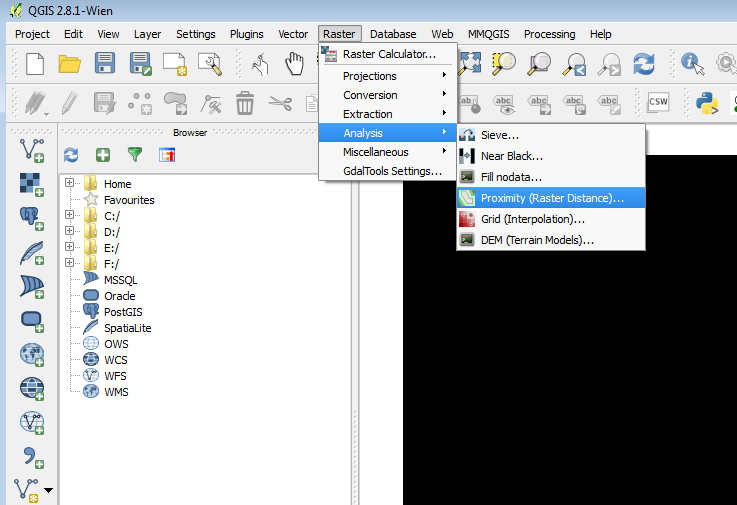 QGIS 2.8.1-Wien
Project Edit View Layer Settings Plugins Vector Raster Database Web MMQGIS Processing Help
Raster Calculator...
Projections
Conversion
Extraction
Analysis
Miscellaneous
GdalTools Settings...
Sieve...
Near Black...
Fill nodata...
Proximity (Raster Distance)...
Grid (Interpolation)...
DEM (Terrain Models)...
abc abc abc abc
CSW
Browser
Home
Favourites
C:/
D:/
E:/
F:/
MSSQL
Oracle
PostGIS
SpatiaLite
OWS
WCS
WFS
WMS